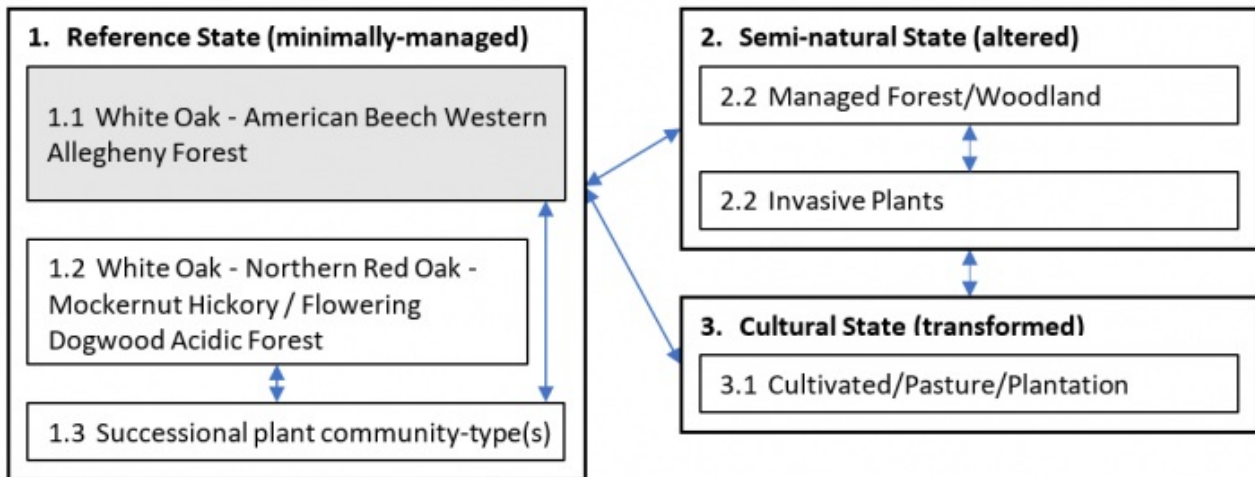 1. Reference State (minimally-managed)
1.1 White Oak - American Beech Western
Allegheny Forest
1.2 White Oak - Northern Red Oak -
Mockernut Hickory / Flowering
Dogwood Acidic Forest
1.3 Successional plant community-type(s)
2. Semi-natural State (altered)
2.2 Managed Forest/Woodland
2.2 Invasive Plants
3. Cultural State (transformed)
3.1 Cultivated/Pasture/Plantation